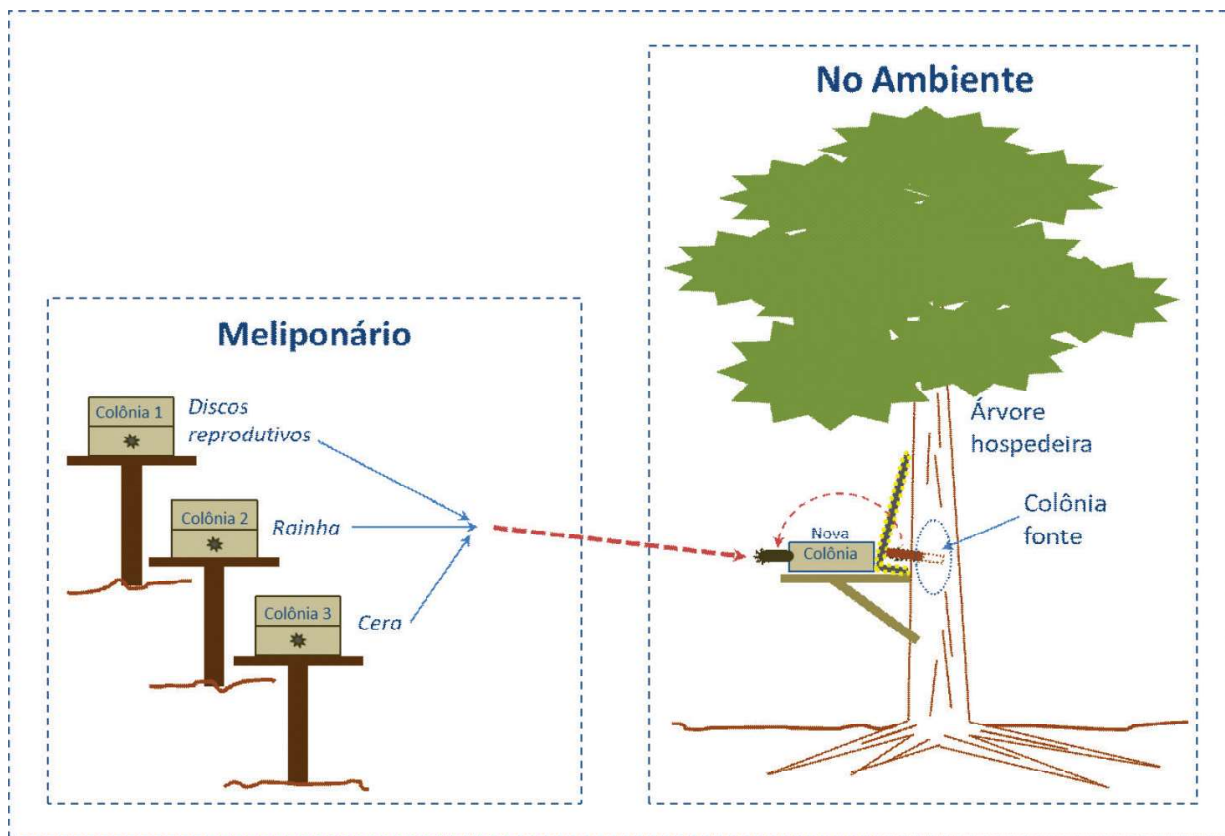 No Ambiente
Meliponário
Colônia 1
Discos
reprodutivos
Colônia 2
Rainha
Colônia 3
Cera
Árvore
hospedeira
Colônia
fonte
Nova
Colônia